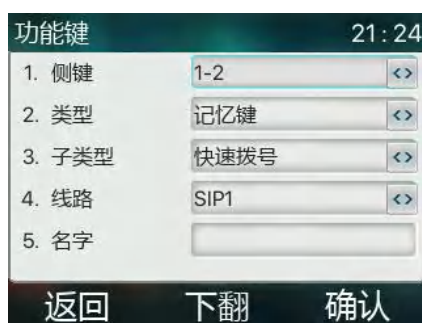 功能键 21:24
1. 侧键 1-2 <>
2. 类型 记忆键 <>
3. 子类型 快速拨号 <>
4. 线路 SIP1 <>
5. 名字
返回 下翻 确认